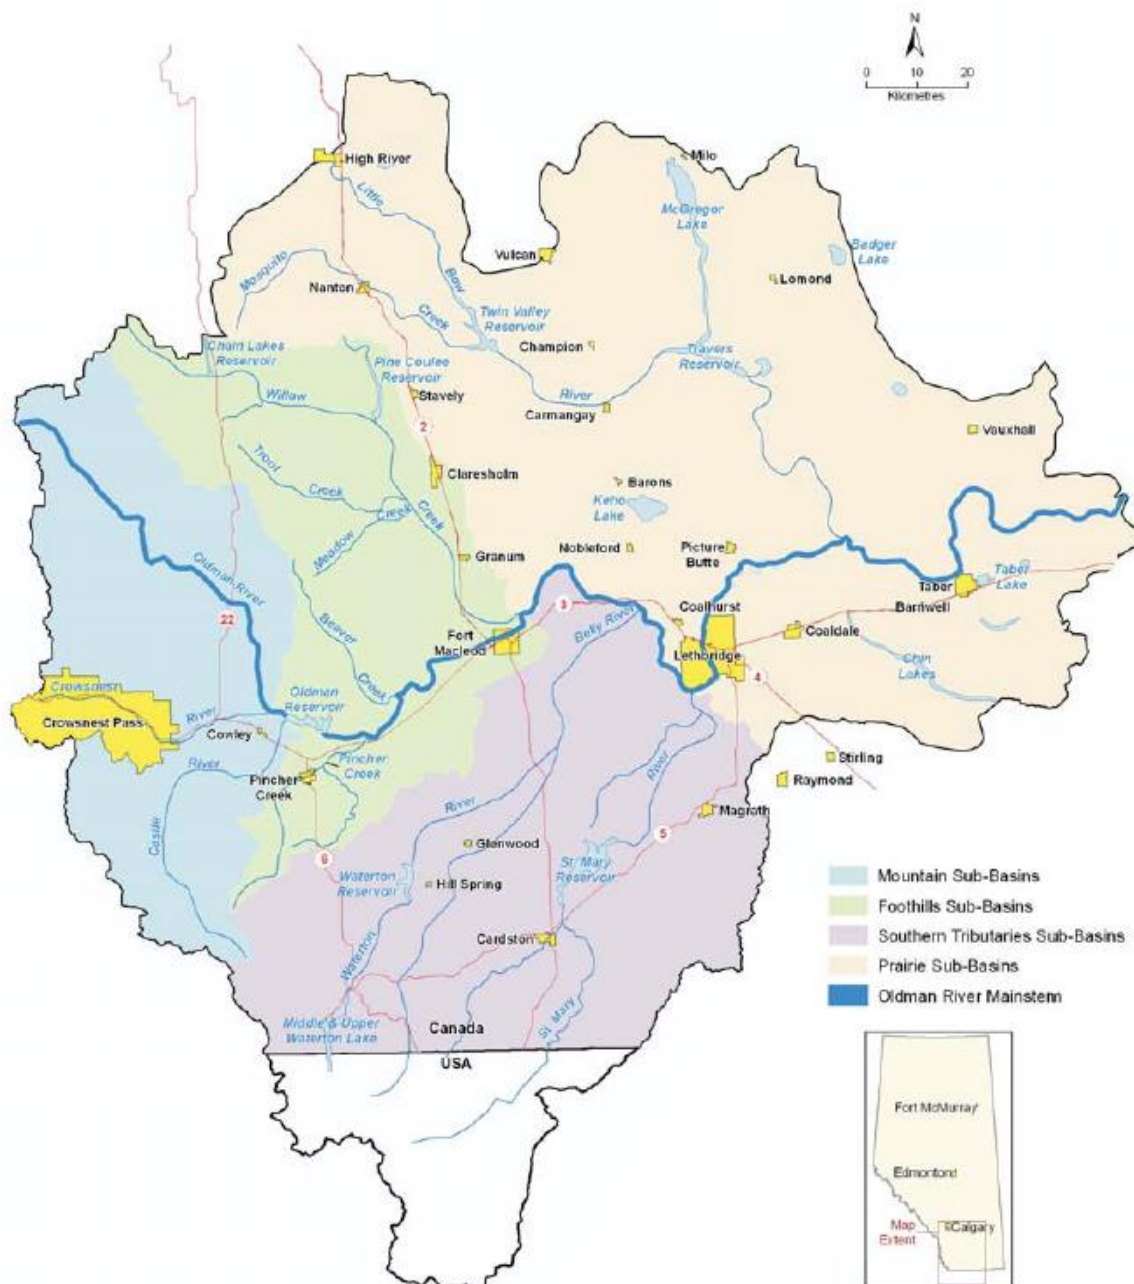 N
0 10 20
Kilometres
High River
Little
Bow
Milo
McGregor
Lake
Vulcan
Badger
Lake
Mosquito
Nanton
Creek
Lomond
Twin Valley
Reservoir
Champion
Chain Lakes
Reservoir
Pine Coulee
Reservoir
Travers
Reservoir
Stavely
Willow
River
Carmangay
2
Vauxhall
Trout
Creek
Claresholm
Barons
Keho
Lake
Creek
Creek
Meadow
Granum
Nobleford
Picture
Butte
Oldman River
Taber
Taber
Lake
Barnwell
22
3
Belly River
Coalhurst
Beaver
Creek
Fort
Macleod
Coaldale
Lethbridge
Chin
Lakes
4
Crowsnest
River
Oldman
Reservoir
Crowsnest Pass
Cowley
Stirling
River
Pincher
Creek
Pincher
Creek
River
Raymond
River
Magrath
Castle
5
6
Glenwood
Waterton
Reservoir
Hill Spring
St. Mary
Reservoir
Cardston
Waterton
Middle & Upper
Waterton Lake
Canada
St. Mary
USA
Mountain Sub-Basins
Foothills Sub-Basins
Southern Tributaries Sub-Basins
Prairie Sub-Basins
Oldman River Mainstem
Fort McMurray
Edmonton
Calgary
Map
Extent